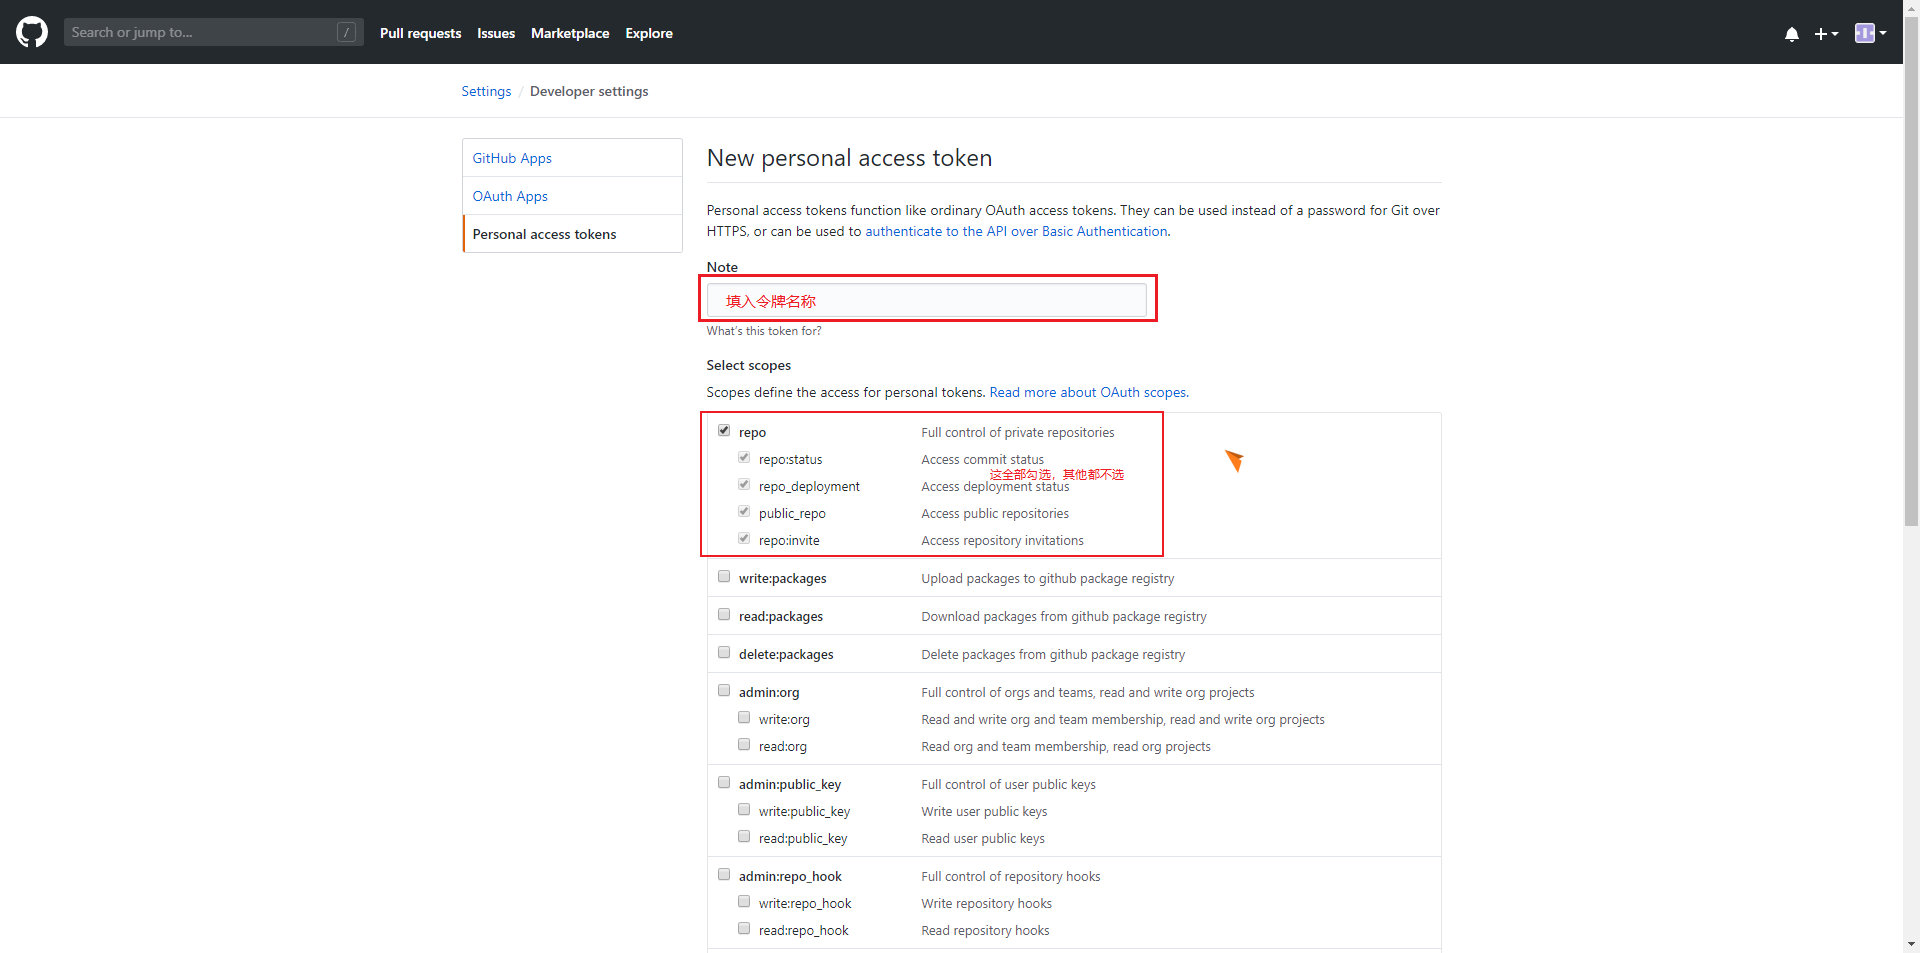 Search or jump to...
/
Pull requests
Issues
Marketplace
Explore
Settings / Developer settings
GitHub Apps
OAuth Apps
Personal access tokens
New personal access token
Personal access tokens function like ordinary OAuth access tokens. They can be used instead of a password for Git over
HTTPS, or can be used to authenticate to the API over Basic Authentication.
Note
填入令牌名称
What's this token for?
Select scopes
Scopes define the access for personal tokens. Read more about OAuth scopes.
repo Full control of private repositories
repo:status Access commit status
这全部勾选，其他都不选
repo_deployment Access deployment status
public_repo Access public repositories
repo:invite Access repository invitations
write:packages Upload packages to github package registry
read:packages Download packages from github package registry
delete:packages Delete packages from github package registry
admin:org Full control of orgs and teams, read and write org projects
write:org Read and write org and team membership, read and write org projects
read:org Read org and team membership, read org projects
admin:public_key Full control of user public keys
write:public_key Write user public keys
read:public_key Read user public keys
admin:repo_hook Full control of repository hooks
write:repo_hook Write repository hooks
read:repo_hook Read repository hooks